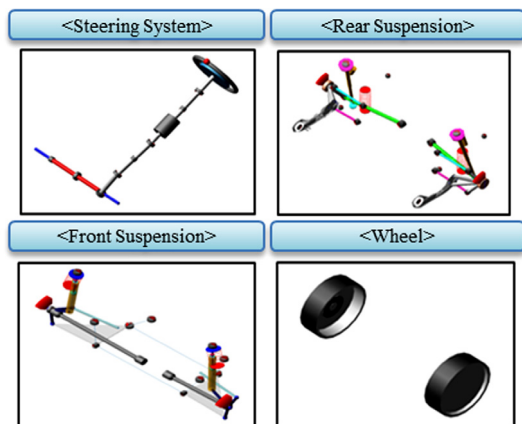 <Steering System>
<Rear Suspension>
<Front Suspension>
<Wheel>